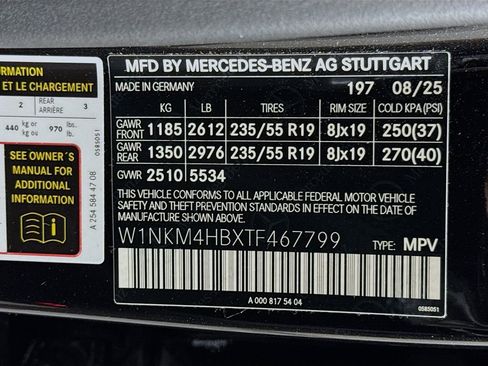 FORMATION
ET LE CHARGEMENT
2 REAR ARRIÈRE 3
440 kg or kg ou 970 lbs. lb.
SEE OWNER´S
MANUAL FOR
ADDITIONAL
INFORMATION
0585051
A 254 584 47 08
MFD BY MERCEDES-BENZ AG STUTTGART
MADE IN GERMANY 197 08/25
KG LB TIRES RIM SIZE COLD KPA (PSI)
GAWR FRONT 1185 2612 235/55 R19 8Jx19 250(37)
GAWR REAR 1350 2976 235/55 R19 8Jx19 270(40)
GVWR 2510 5534
THIS VEHICLE CONFORMS TO ALL APPLICABLE FEDERAL MOTOR VEHICLE
SAFETY AND THEFT PREVENTION STANDARDS IN EFFECT ON THE DATE
OF MANUFACTURE SHOWN ABOVE.
W1NKM4HBXTF467799 TYPE: MPV
A 000 817 54 04
0585051